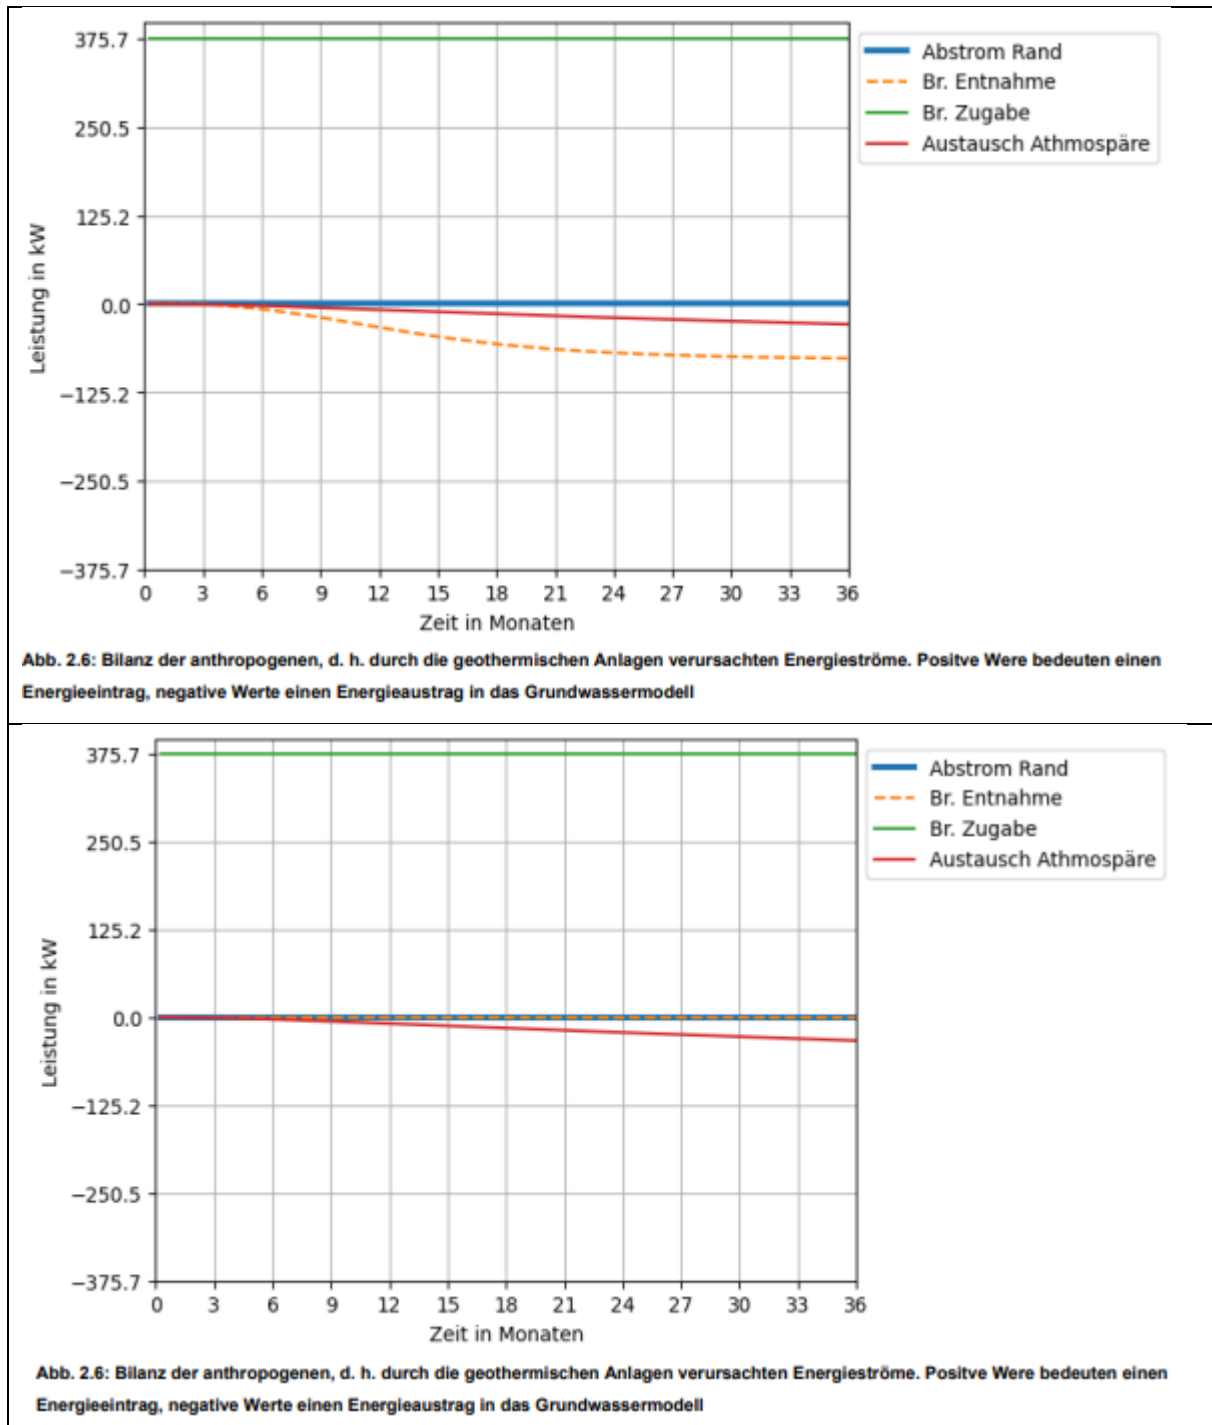 375.7
250.5
125.2
0.0
−125.2
−250.5
−375.7
Leistung in kW
0 3 6 9 12 15 18 21 24 27 30 33 36
Zeit in Monaten
Abstrom Rand
Br. Entnahme
Br. Zugabe
Austausch Athmospäre
Abb. 2.6: Bilanz der anthropogenen, d. h. durch die geothermischen Anlagen verursachten Energieströme. Positve Were bedeuten einen
Energieeintrag, negative Werte einen Energieaustrag in das Grundwassermodell
375.7
250.5
125.2
0.0
−125.2
−250.5
−375.7
Leistung in kW
0 3 6 9 12 15 18 21 24 27 30 33 36
Zeit in Monaten
Abstrom Rand
Br. Entnahme
Br. Zugabe
Austausch Athmospäre
Abb. 2.6: Bilanz der anthropogenen, d. h. durch die geothermischen Anlagen verursachten Energieströme. Positve Were bedeuten einen
Energieeintrag, negative Werte einen Energieaustrag in das Grundwassermodell